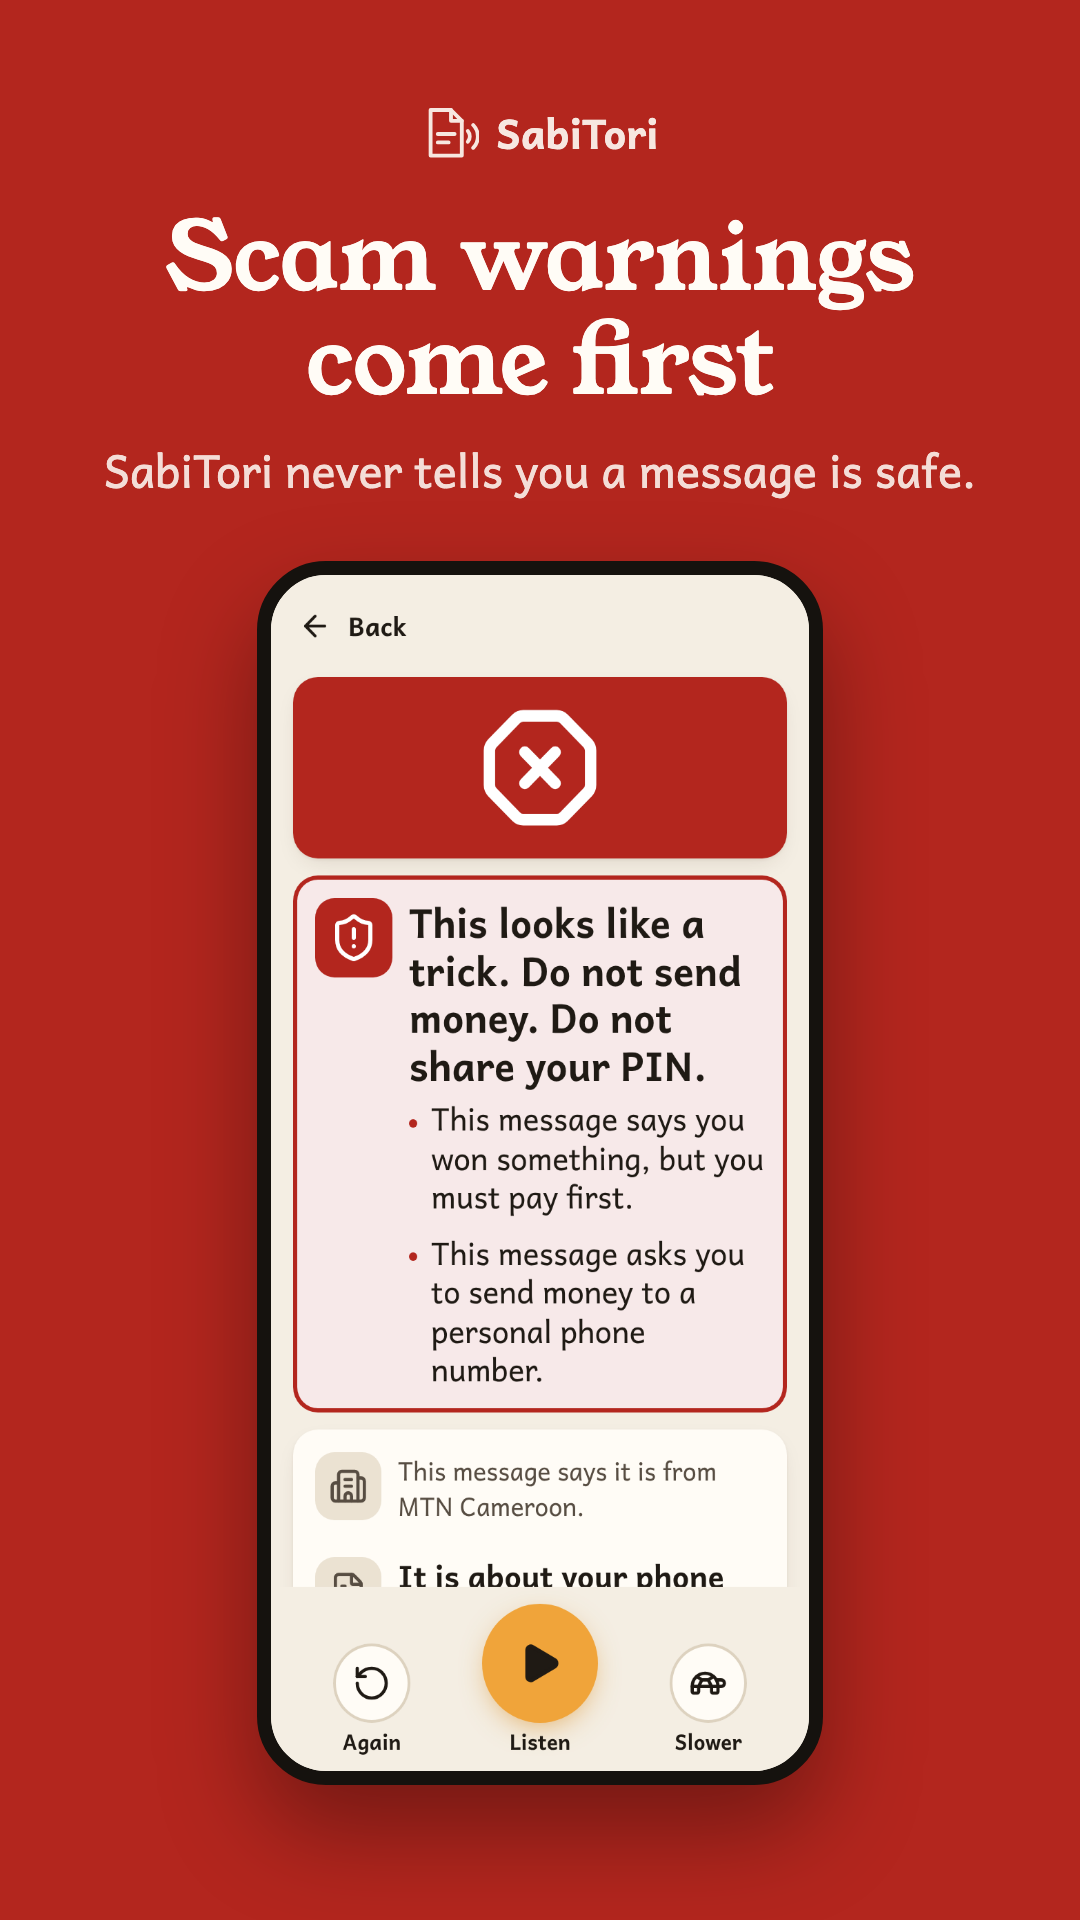 SabiTori
Scam warnings
come first
SabiTori never tells you a message is safe.
Back
This looks like a
trick. Do not send
money. Do not
share your PIN.
• This message says you
won something, but you
must pay first.
• This message asks you
to send money to a
personal phone
number.
This message says it is from
MTN Cameroon.
It is about your phone
Again
Listen
Slower